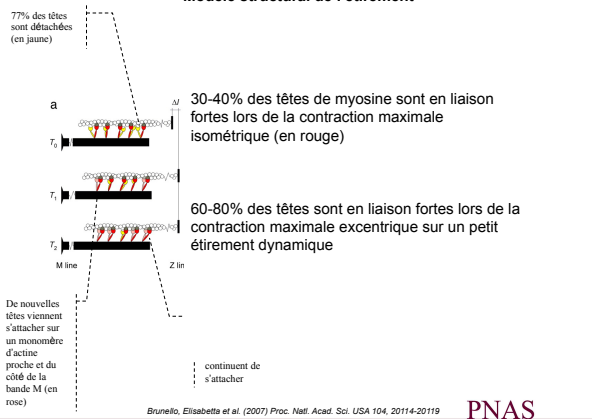 Modèle structural de l'étirement
77% des têtes
sont détachées
(en jaune)
a
Δl
30-40% des têtes de myosine sont en liaison
fortes lors de la contraction maximale
isométrique (en rouge)
T0
T1
60-80% des têtes sont en liaison fortes lors de la
contraction maximale excentrique sur un petit
étirement dynamique
T2
M line
Z lin
De nouvelles
têtes viennent
s'attacher sur
un monomère
d'actine
proche et du
côté de la
bande M (en
rose)
continuent de
s'attacher
Brunello, Elisabetta et al. (2007) Proc. Natl. Acad. Sci. USA 104, 20114-20119
PNAS